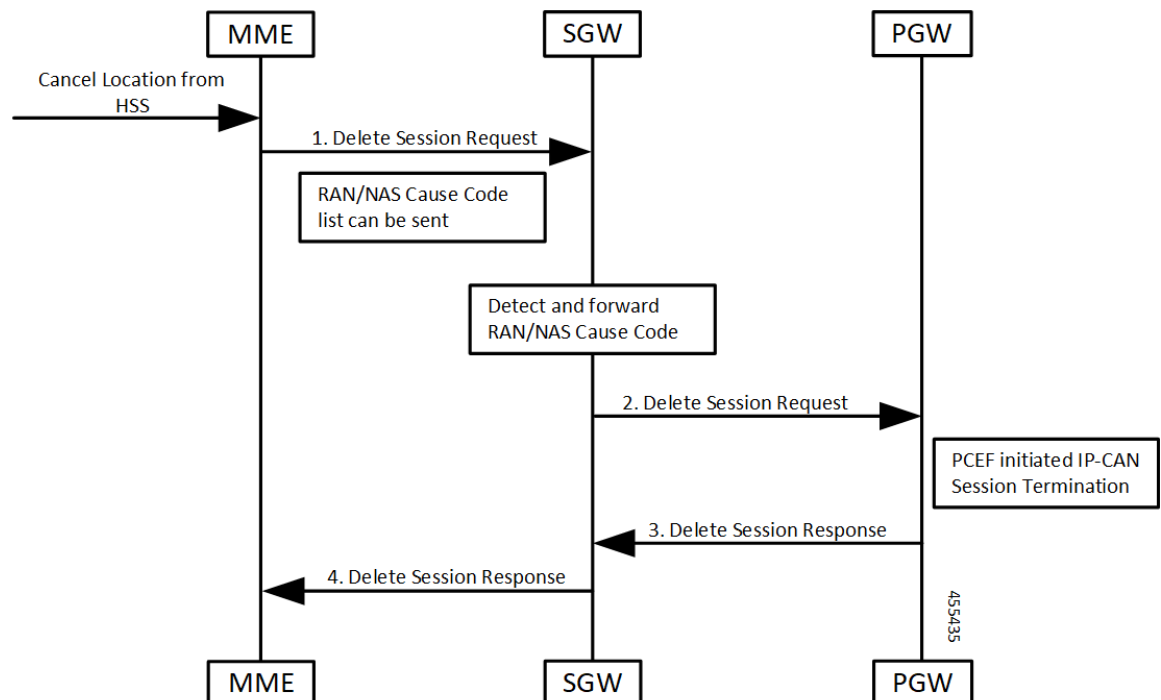 MME
SGW
PGW
Cancel Location from
HSS
1. Delete Session Request
RAN/NAS Cause Code
list can be sent
Detect and forward
RAN/NAS Cause Code
2. Delete Session Request
PCEF initiated IP-CAN
Session Termination
3. Delete Session Response
4. Delete Session Response
455435
MME
SGW
PGW